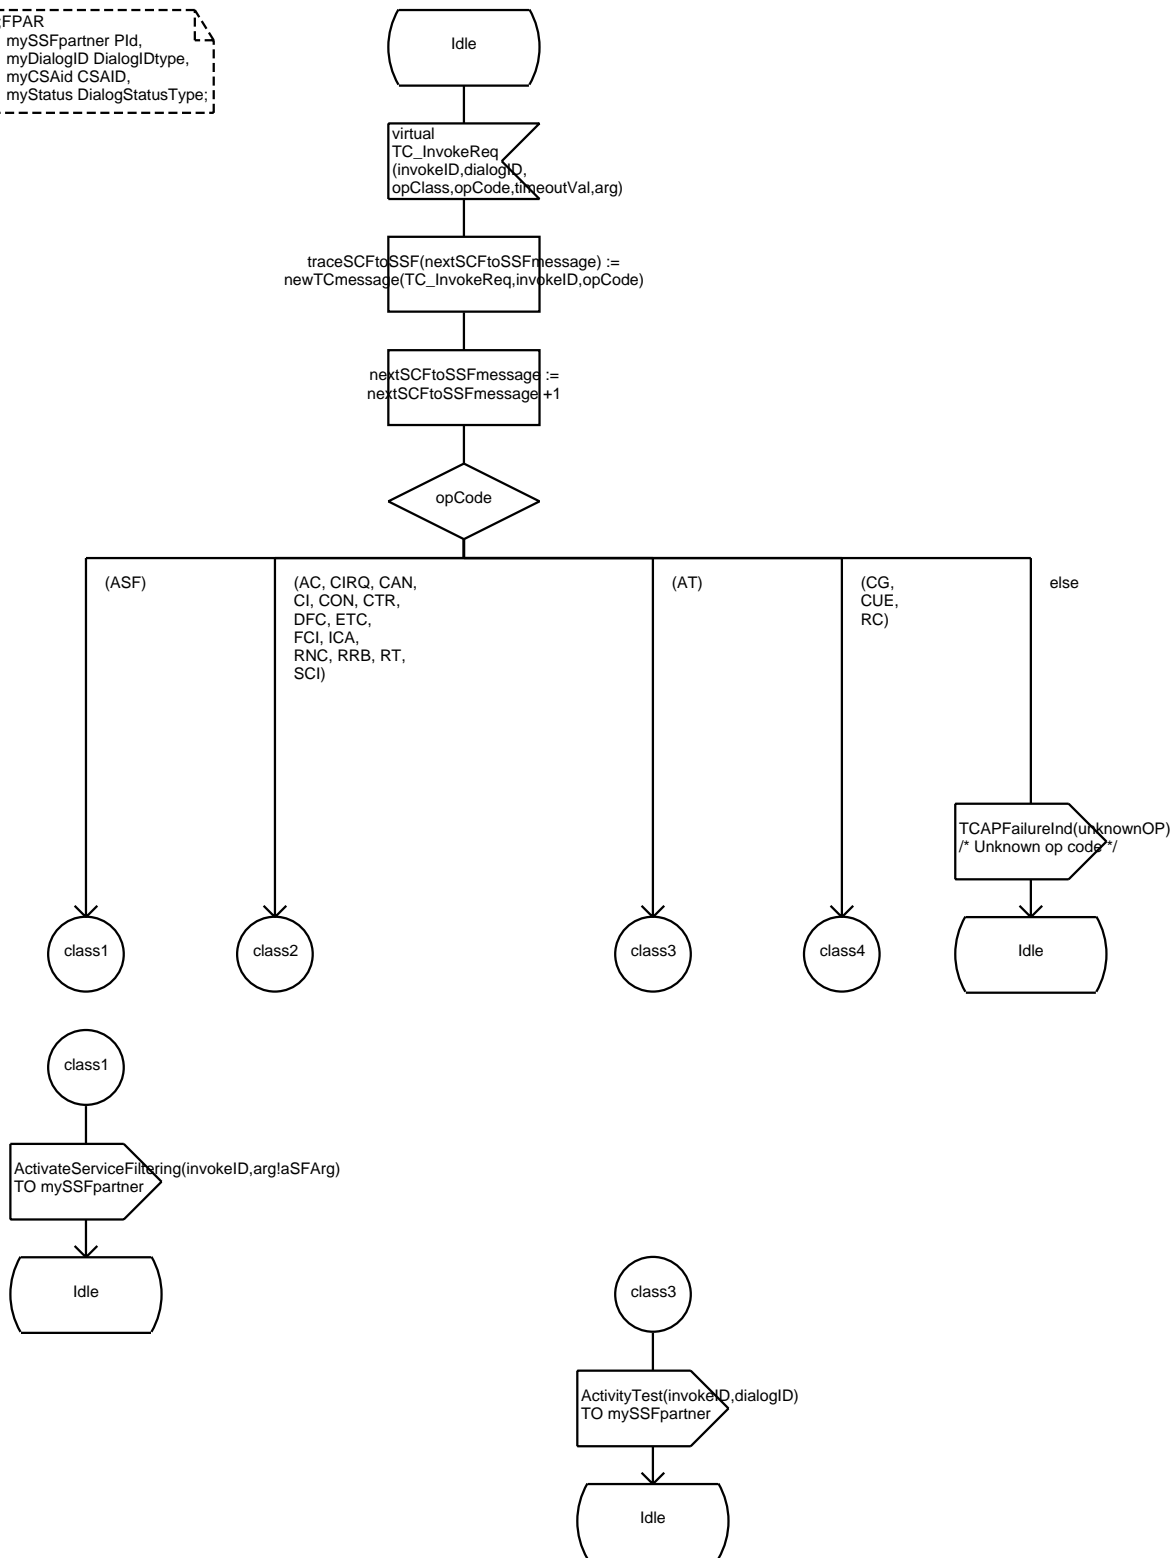 ;FPAR
mySSFpartner PId,
myDialogID DialogIDtype,
myCSAid CSAID,
myStatus DialogStatusType;
Idle
virtual
TC_InvokeReq
(invokeID,dialogID,
opClass,opCode,timeoutVal,arg)
traceSCFtoSSF(nextSCFtoSSFmessage) :=
newTCmessage(TC_InvokeReq,invokeID,opCode)
nextSCFtoSSFmessage :=
nextSCFtoSSFmessage +1
opCode
(ASF)
(AC, CIRQ, CAN,
CI, CON, CTR,
DFC, ETC,
FCI, ICA,
RNC, RRB, RT,
SCI)
(AT)
(CG,
CUE,
RC)
else
TCAPFailureInd(unknownOP)
/* Unknown op code */
class1
class2
class3
class4
Idle
class1
ActivateServiceFiltering(invokeID,arg!aSFArg)
TO mySSFpartner
Idle
class3
ActivityTest(invokeID,dialogID)
TO mySSFpartner
Idle